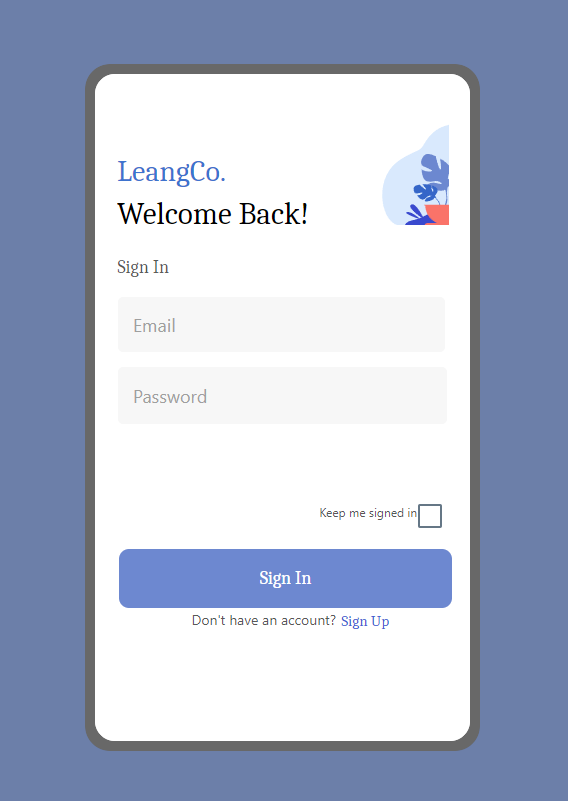 LeangCo.
Welcome Back!
Sign In
Email
Password
Keep me signed in
Sign In
Don't have an account? Sign Up